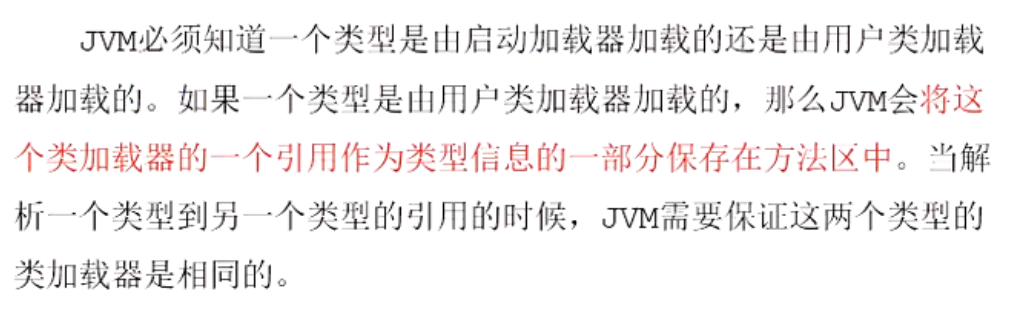 JVM必须知道一个类型是由启动加载器加载的还是由用户类加载
器加载的。如果一个类型是由用户类加载器加载的，那么JVM会将这
个类加载器的一个引用作为类型信息的一部分保存在方法区中。当解
析一个类型到另一个类型的引用的时候，JVM需要保证这两个类型的
类加载器是相同的。